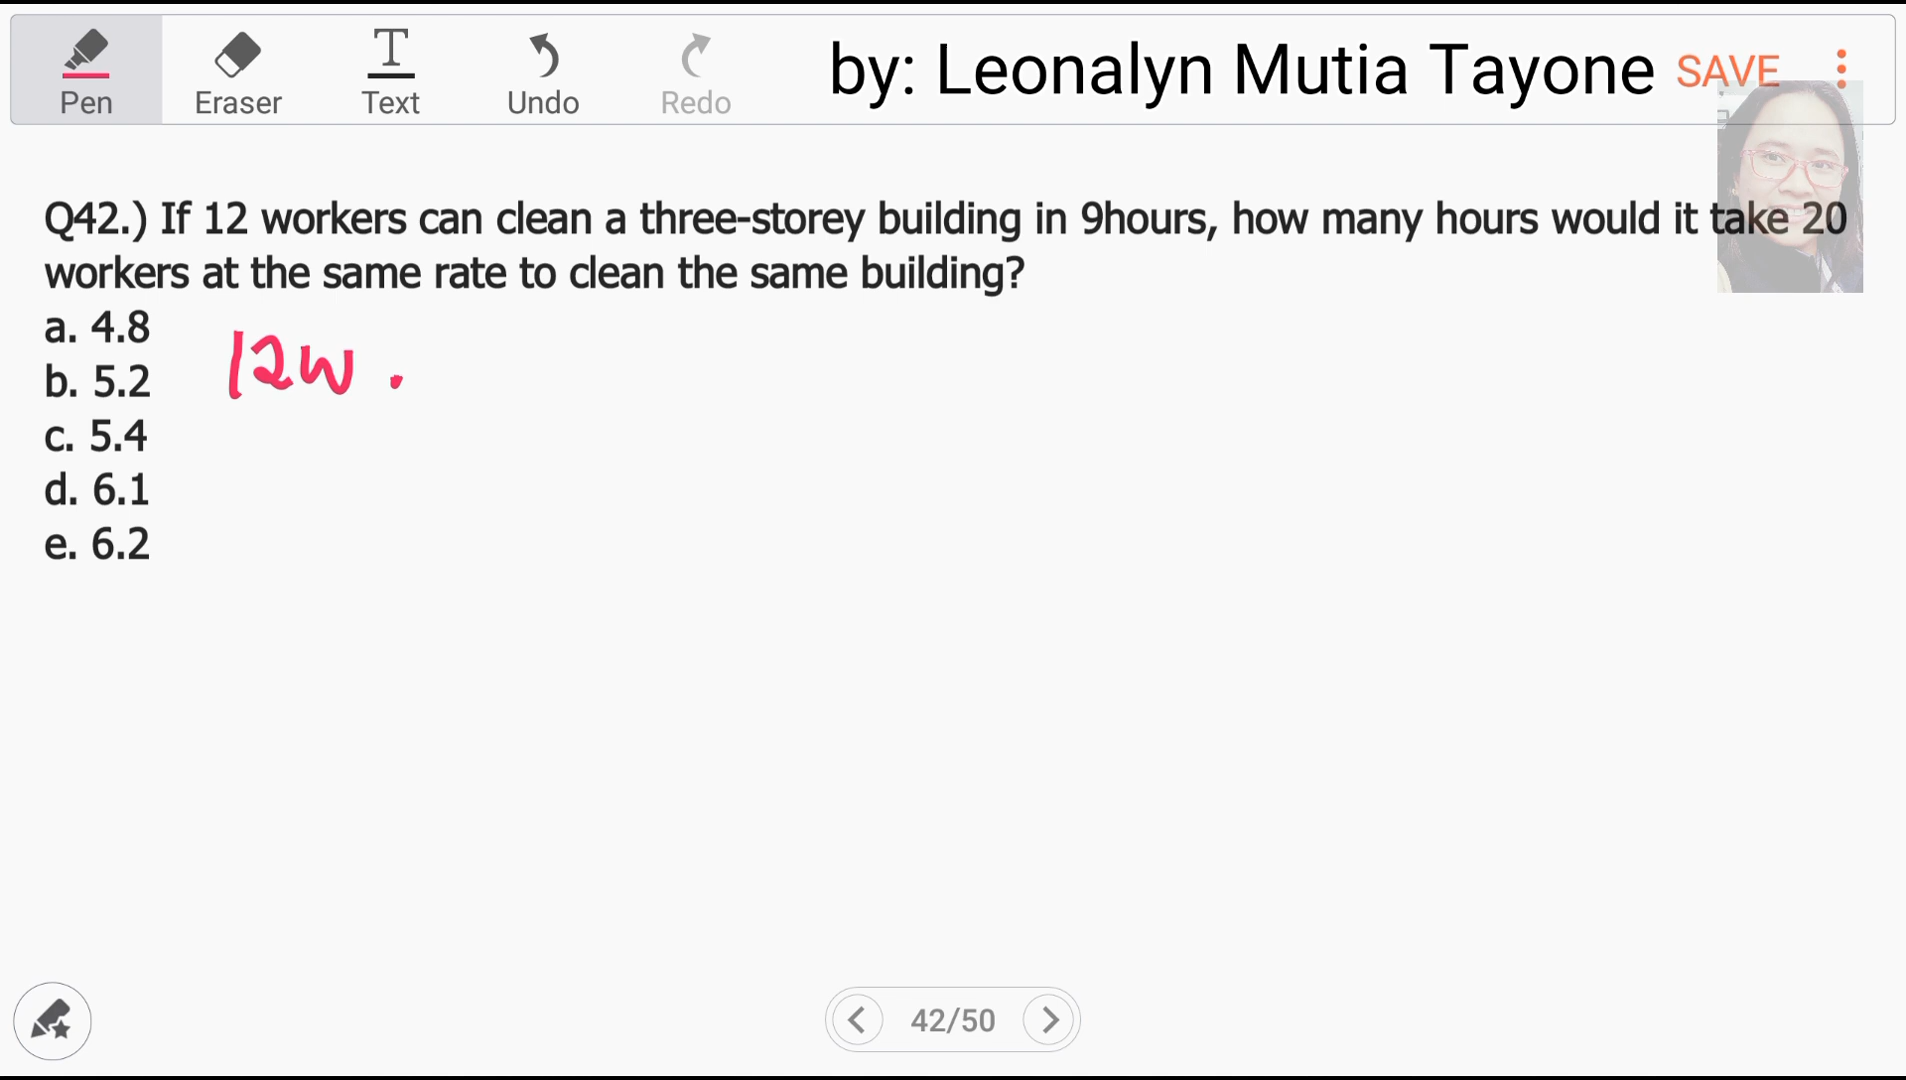 by: Leonalyn Mutia Tayone SAVE
Pen Eraser Text Undo Redo
Q42.) If 12 workers can clean a three-storey building in 9hours, how many hours would it take 20
workers at the same rate to clean the same building?
a. 4.8
12W .
b. 5.2
c. 5.4
d. 6.1
e. 6.2
42/50